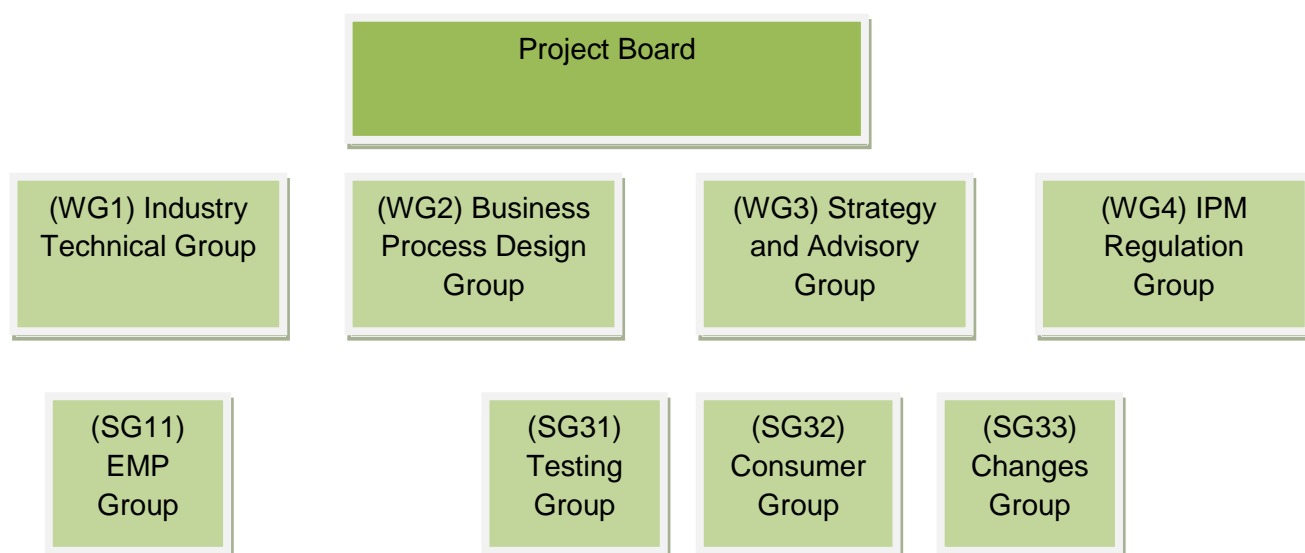 Project Board
(WG1) Industry
Technical Group
(WG2) Business
Process Design
Group
(WG3) Strategy
and Advisory
Group
(WG4) IPM
Regulation
Group
(SG11)
EMP
Group
(SG31)
Testing
Group
(SG32)
Consumer
Group
(SG33)
Changes
Group